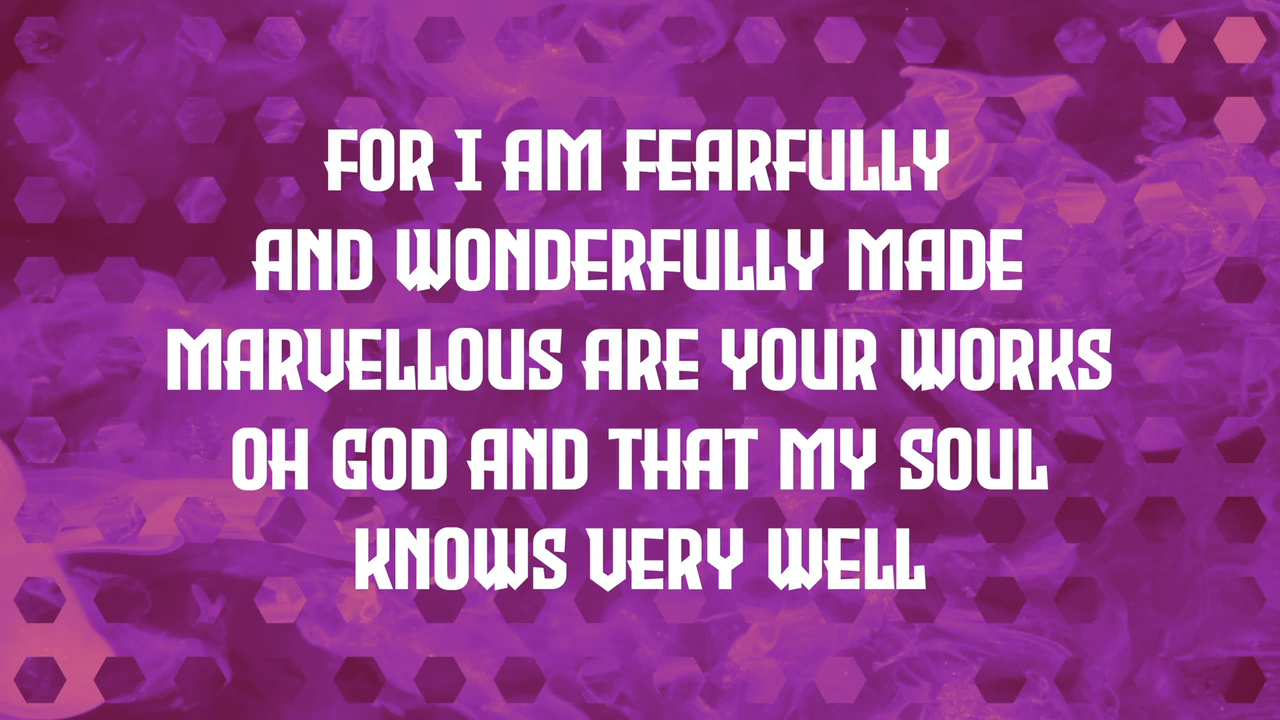 FOR I AM FEARFULLY
AND WONDERFULLY MADE
MARVELLOUS ARE YOUR WORKS
OH GOD AND THAT MY SOUL
KNOWS VERY WELL